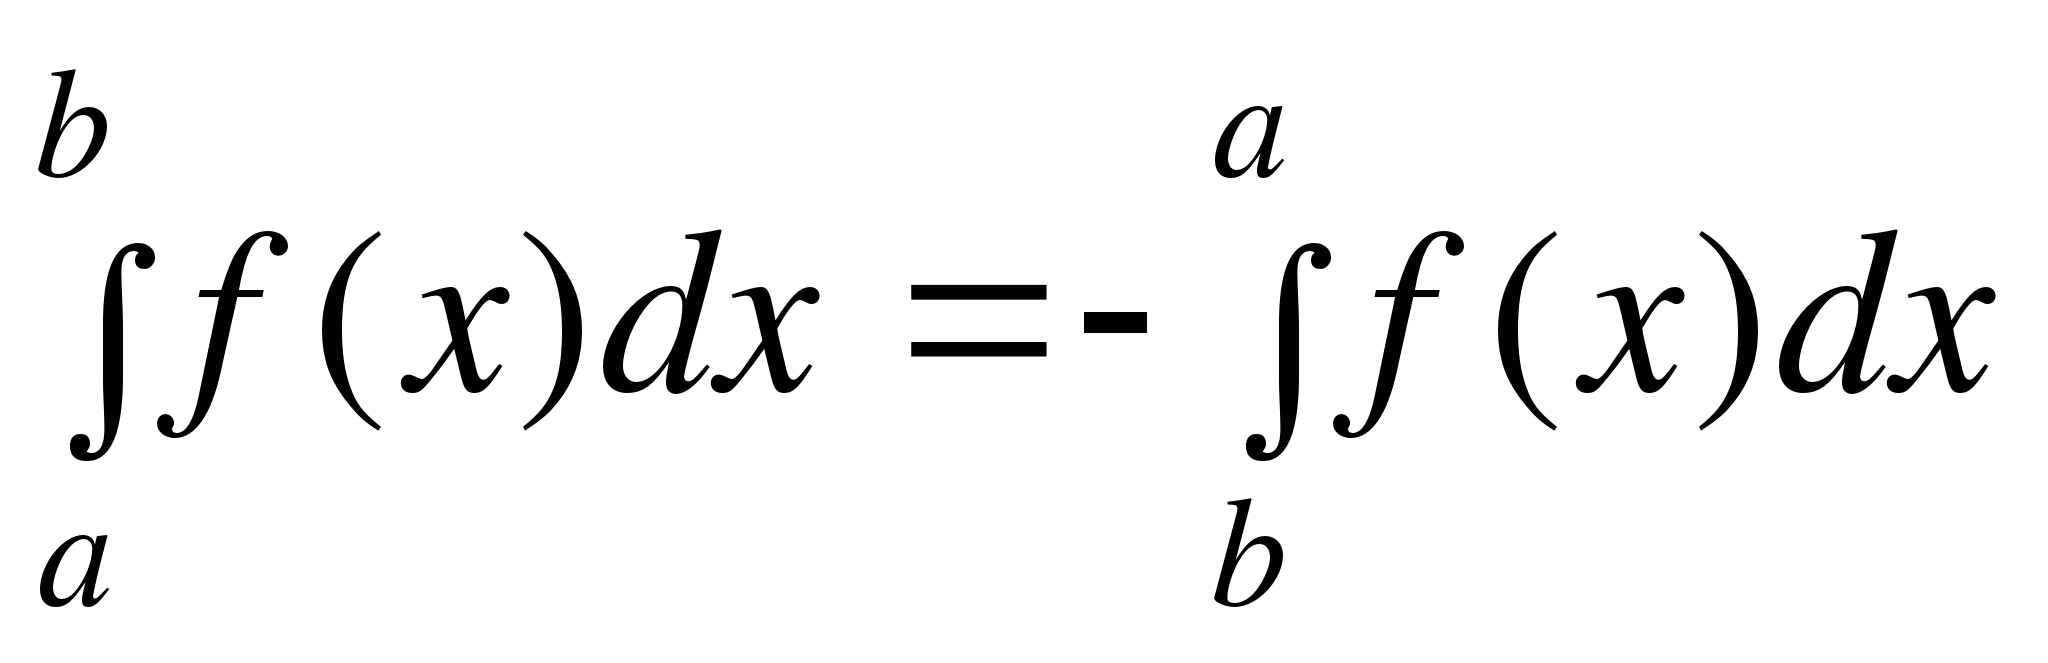 b a
∫f(x)dx =- ∫f(x)dx
a b